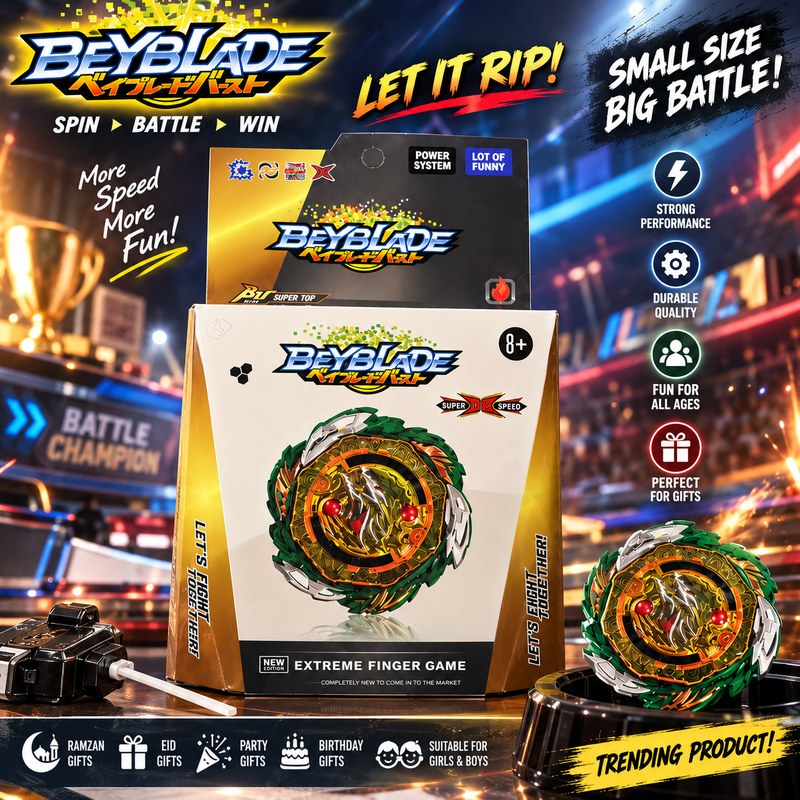 BEYBLADE
ベイブレードバースト
SPIN ▶ BATTLE ▶ WIN
LET IT RIP!
SMALL SIZE
BIG BATTLE!
More
Speed
More
Fun!
POWER
SYSTEM
LOT OF
FUNNY
BEYBLADE
ベイブレードバースト
SUPER TOP
STRONG
PERFORMANCE
DURABLE
QUALITY
FUN FOR
ALL AGES
PERFECT
FOR GIFTS
BATTLE
CHAMPION
BEYBLADE
ベイブレードバースト
8+
SUPER
SPEED
LET'S FIGHT
TOGETHER!
LET'S FIGHT
TOGETHER!
NEW
EDITION
EXTREME FINGER GAME
COMPLETELY NEW TO COME IN TO THE MARKET
RAMZAN
GIFTS
EID
GIFTS
PARTY
GIFTS
BIRTHDAY
GIFTS
SUITABLE FOR
GIRLS & BOYS
TRENDING PRODUCT!